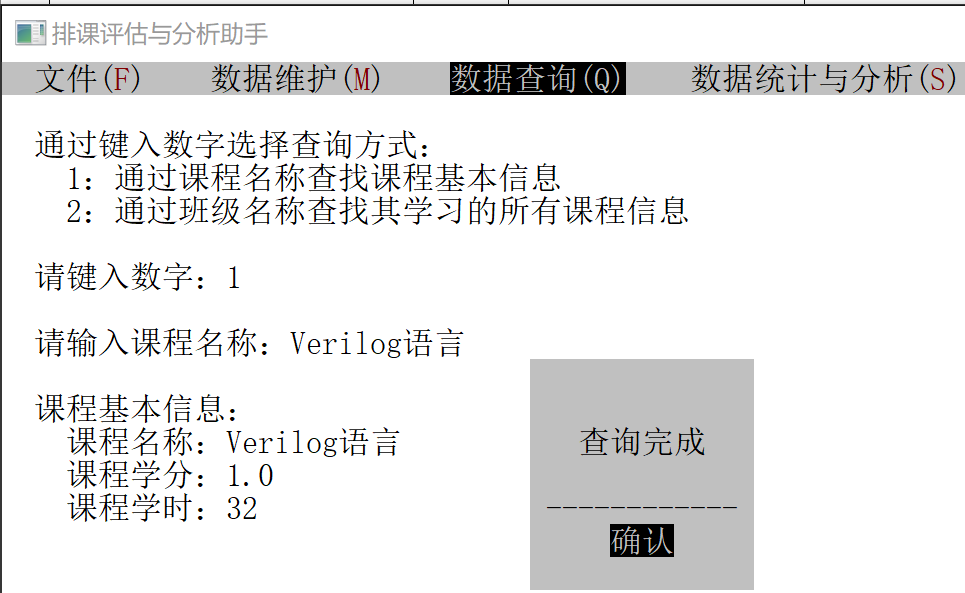 排课评估与分析助手
文件(F) 数据维护(M) 数据查询(Q) 数据统计与分析(S)
通过键入数字选择查询方式:
1: 通过课程名称查找课程基本信息
2: 通过班级名称查找其学习的所有课程信息
请键入数字: 1
请输入课程名称: Verilog语言
课程基本信息:
课程名称: Verilog语言
课程学分: 1.0
课程学时: 32
查询完成
------------
确认